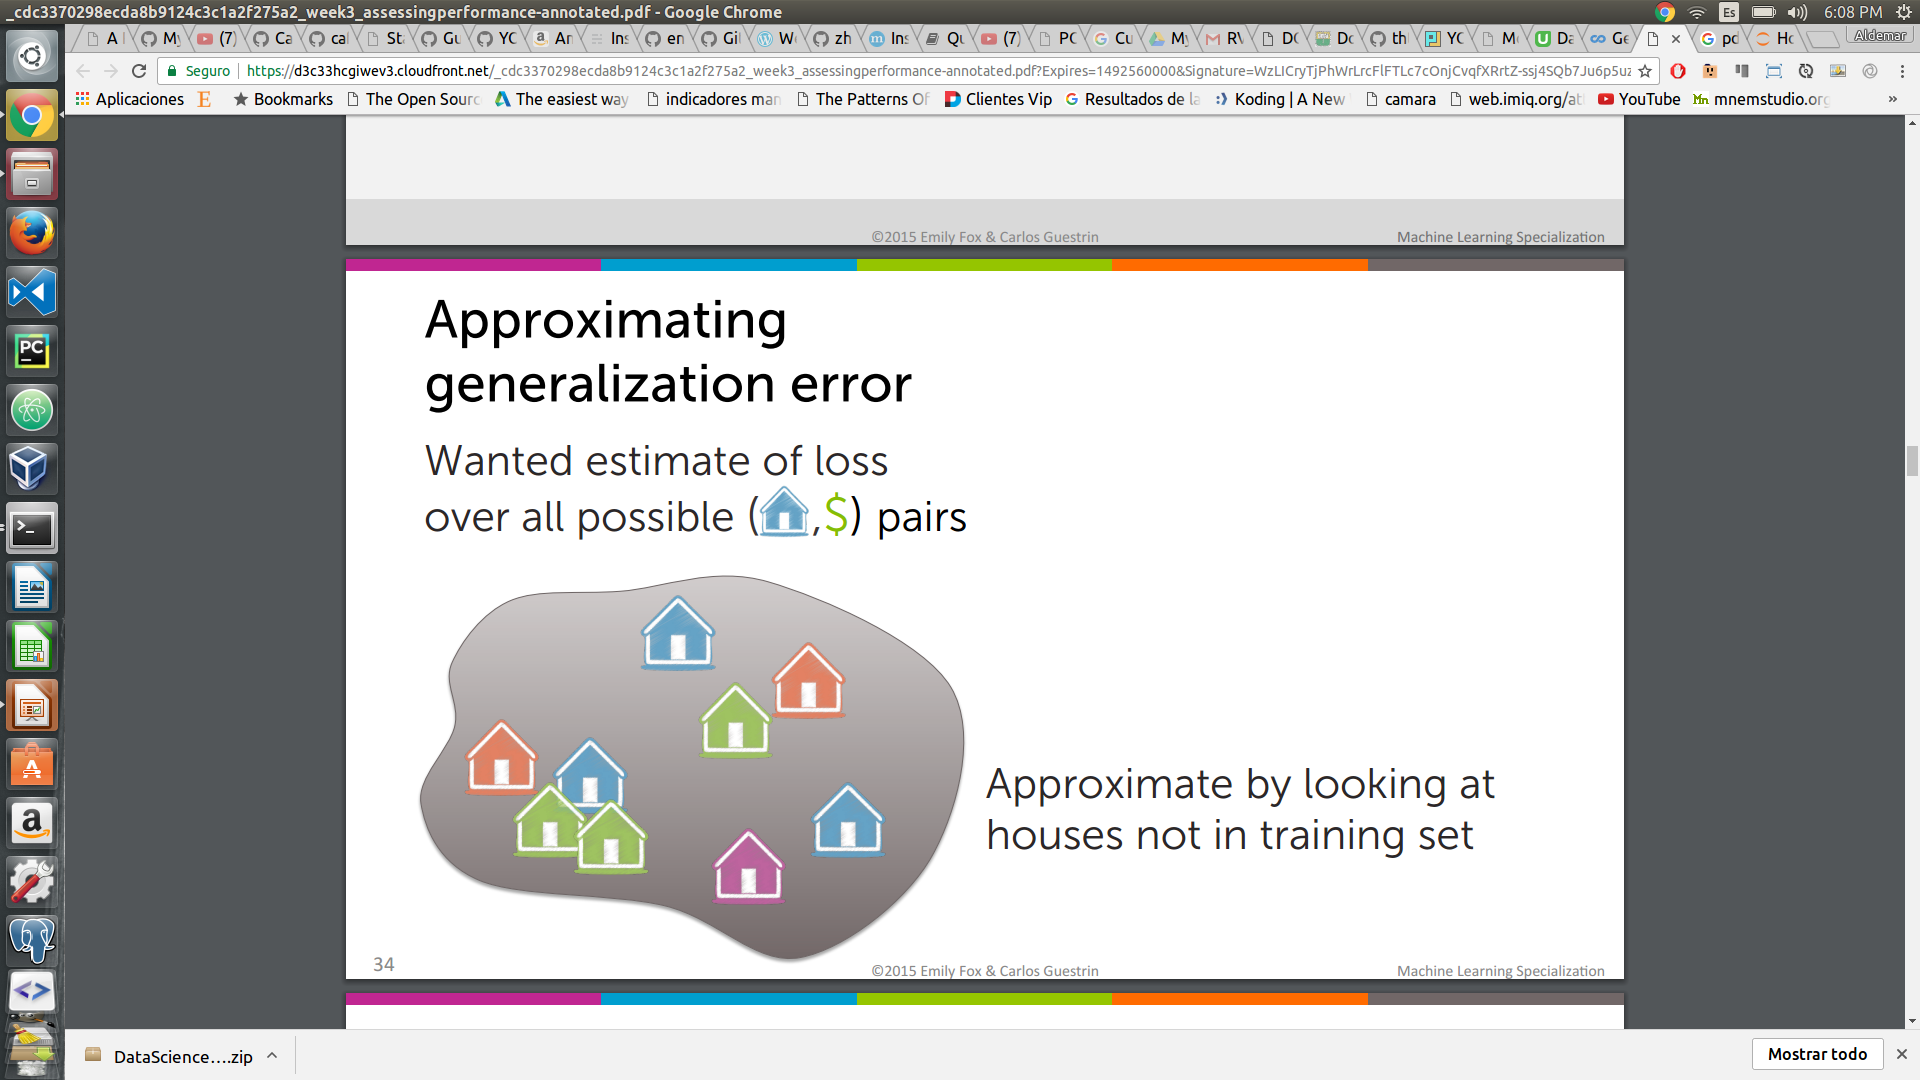 _cdc3370298ecda8b9124c3c1a2f275a2_week3_assessingperformance-annotated.pdf - Google Chrome
Es
6:08 PM
Aldemar
Seguro
https://d3c33hcgiwev3.cloudfront.net/_cdc3370298ecda8b9124c3c1a2f275a2_week3_assessingperformance-annotated.pdf?Expires=1492560000&Signature=
Aplicaciones
Bookmarks
The Open Sourc
The easiest way
indicadores man
The Patterns Of
Clientes Vip
Resultados de la
Koding | A New
camara
web.imiq.org/at
YouTube
mnemstudio.org
»
©2015 Emily Fox & Carlos Guestrin
Machine Learning Specialization
Approximating
generalization error
Wanted estimate of loss
over all possible ( ,$) pairs
Approximate by looking at
houses not in training set
34
©2015 Emily Fox & Carlos Guestrin
Machine Learning Specialization
DataScience....zip
Mostrar todo